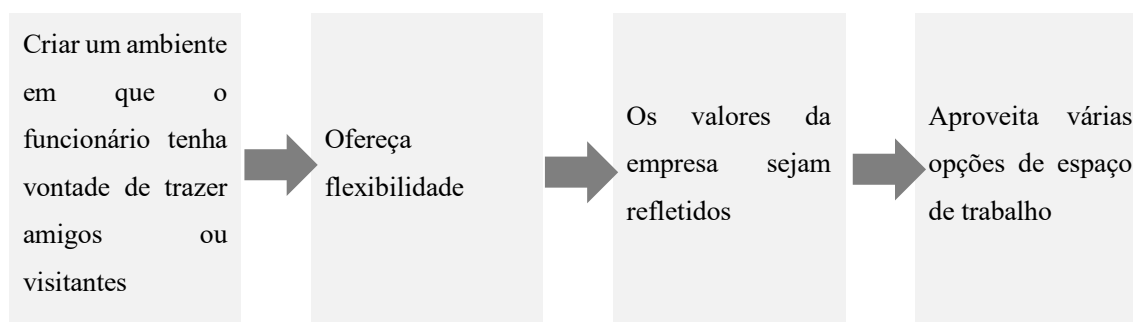 Criar um ambiente
em que o
funcionário tenha
vontade de trazer
amigos ou
visitantes
Ofereça
flexibilidade
Os valores da
empresa sejam
refletidos
Aproveita várias
opções de espaço
de trabalho